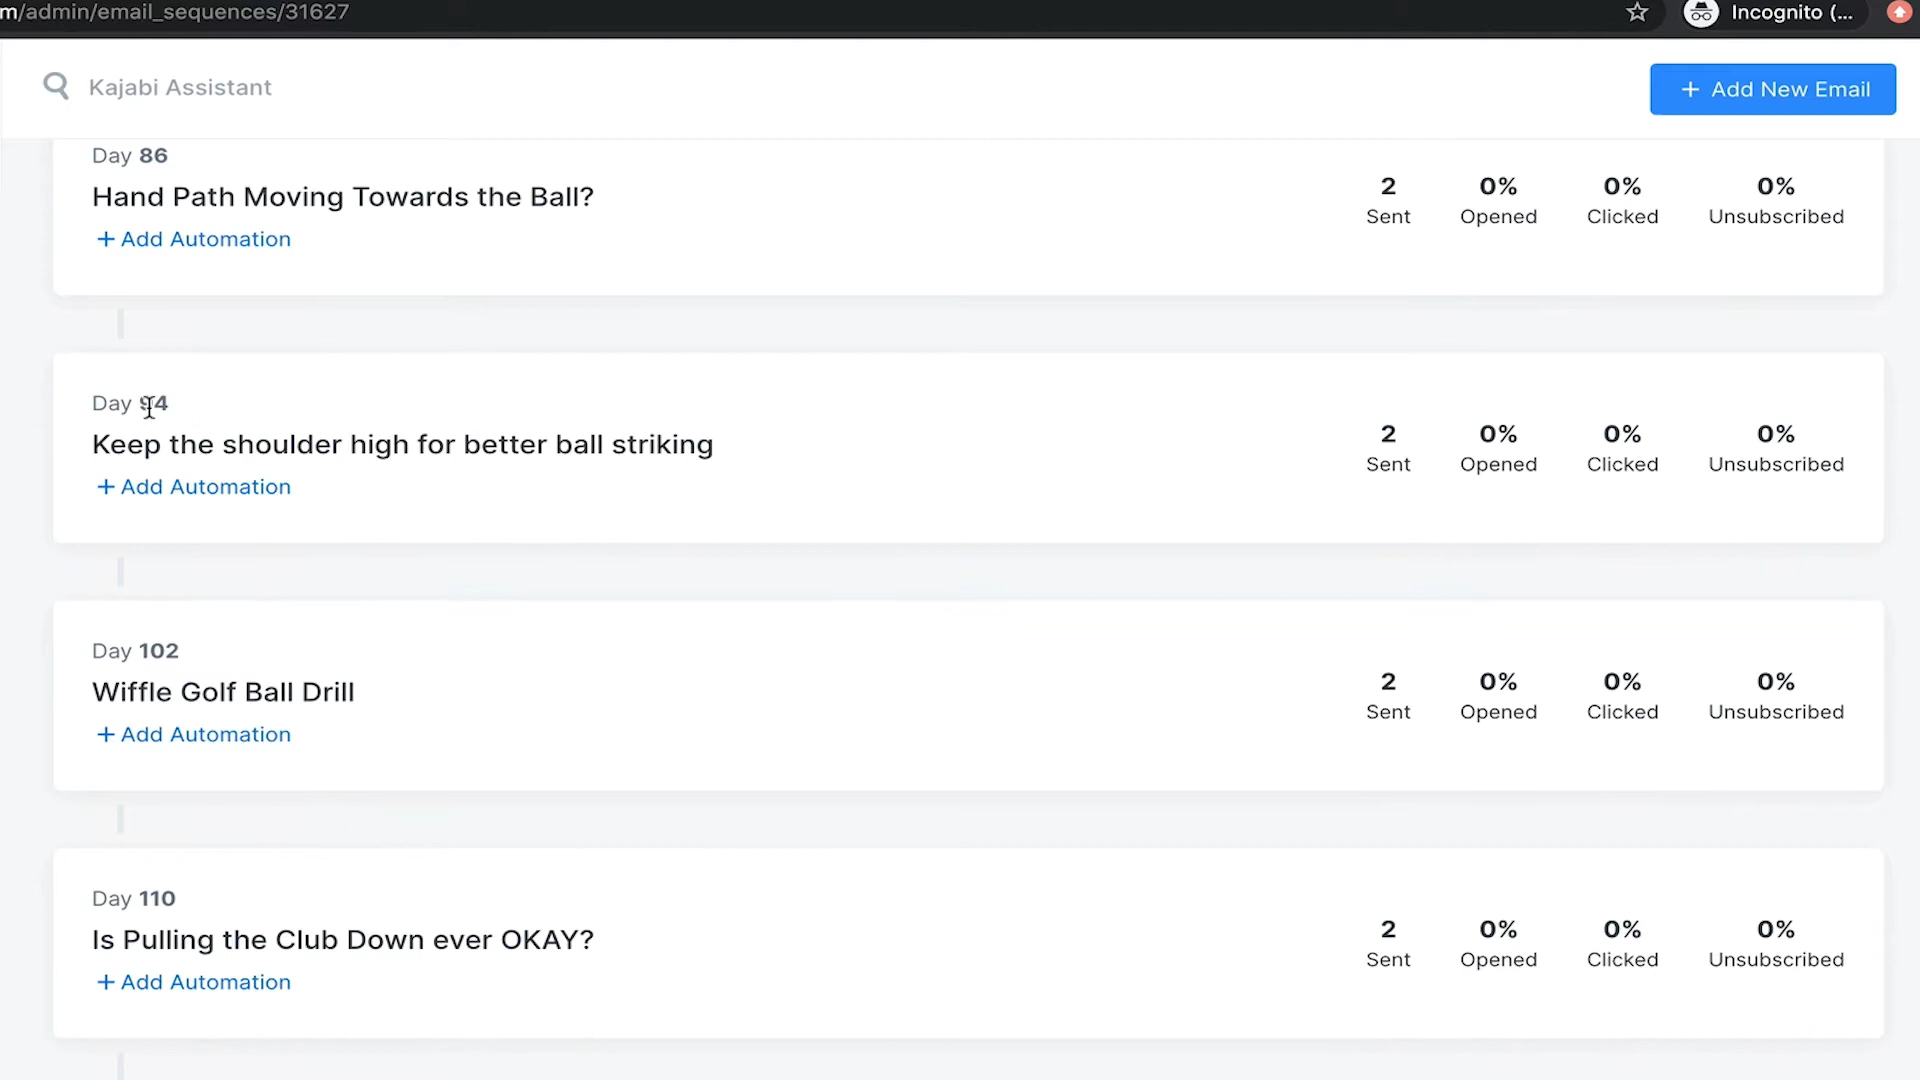 m/admin/email_sequences/31627
Incognito (...
Kajabi Assistant
+ Add New Email
Day 86
Hand Path Moving Towards the Ball?
+ Add Automation
2 0% 0% 0%
Sent Opened Clicked Unsubscribed
Day 94
Keep the shoulder high for better ball striking
+ Add Automation
2 0% 0% 0%
Sent Opened Clicked Unsubscribed
Day 102
Wiffle Golf Ball Drill
+ Add Automation
2 0% 0% 0%
Sent Opened Clicked Unsubscribed
Day 110
Is Pulling the Club Down ever OKAY?
+ Add Automation
2 0% 0% 0%
Sent Opened Clicked Unsubscribed